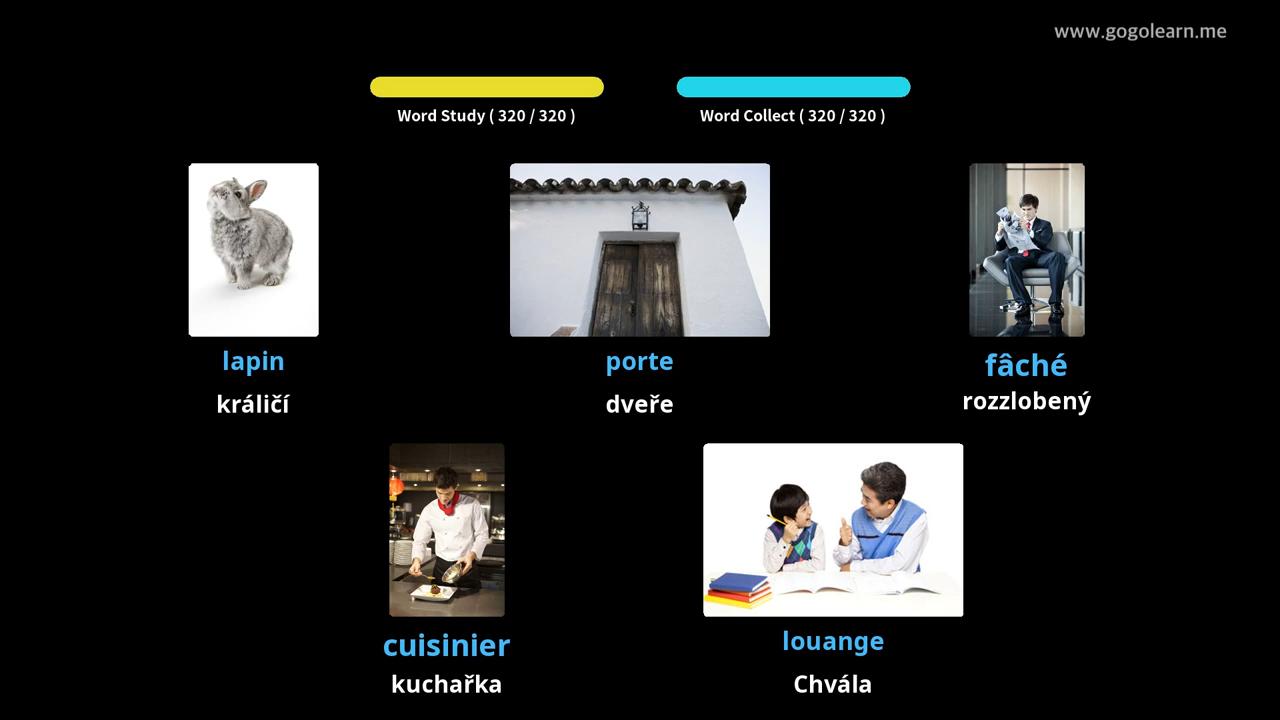 www.gogolearn.me
Word Study ( 320 / 320 )
Word Collect ( 320 / 320 )
lapin
králičí
porte
dveře
fâché
rozzlobený
cuisinier
kuchařka
louange
Chvála